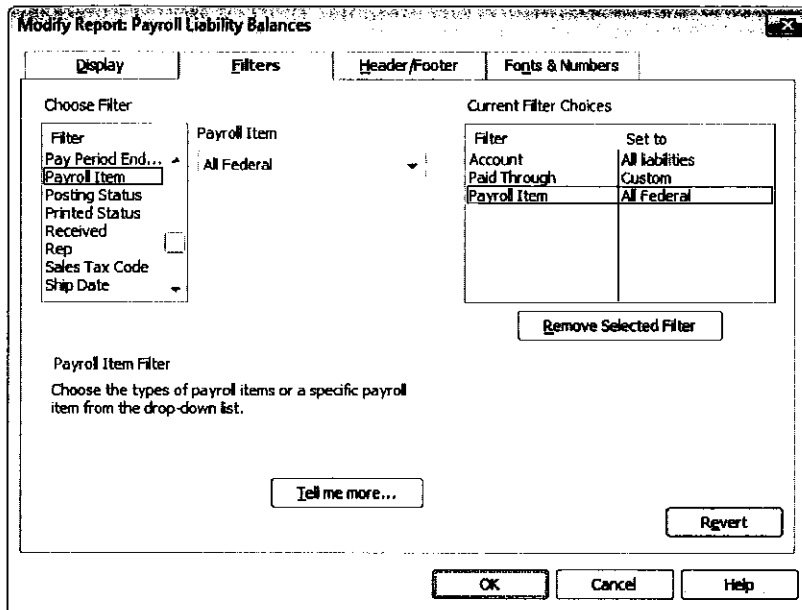 Modify Report: Payroll Liability Balances
Display
Filters
Header/Footer
Fonts & Numbers
Choose Filter
Filter
Pay Period End...
Payroll Item
Posting Status
Printed Status
Received
Rep
Sales Tax Code
Ship Date
Payroll Item
All Federal
Current Filter Choices
Filter Set to
Account All liabilities
Paid Through Custom
Payroll Item All Federal
Remove Selected Filter
Payroll Item Filter
Choose the types of payroll items or a specific payroll
item from the drop-down list.
Tell me more...
Revert
OK
Cancel
Help